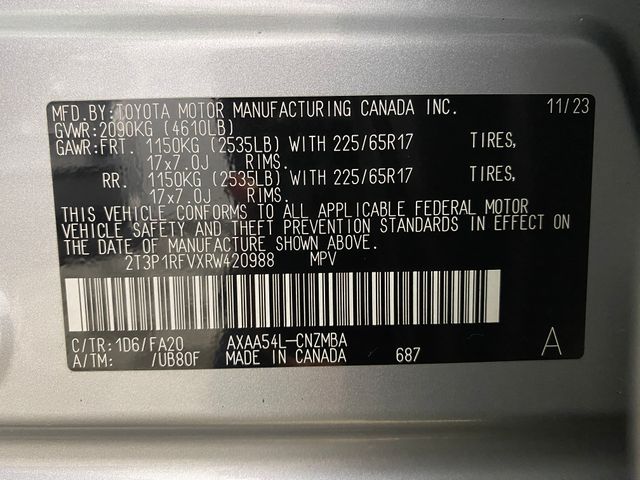 MFD.BY:TOYOTA MOTOR MANUFACTURING CANADA INC. 11/23
GVWR:2090KG (4610LB)
GAWR:FRT. 1150KG (2535LB) WITH 225/65R17 TIRES,
17x7.0J RIMS.
RR. 1150KG (2535LB) WITH 225/65R17 TIRES,
17x7.0J RIMS.
THIS VEHICLE CONFORMS TO ALL APPLICABLE FEDERAL MOTOR
VEHICLE SAFETY AND THEFT PREVENTION STANDARDS IN EFFECT ON
THE DATE OF MANUFACTURE SHOWN ABOVE.
2T3P1RFVXRW420988 MPV
C/TR:1D6/FA20 AXAA54L-CNZMBA
A/TM: /UB80F MADE IN CANADA 687 A